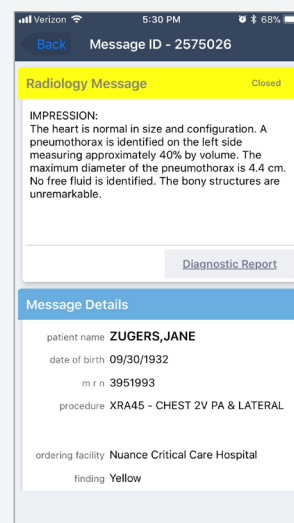 Verizon 5:30 PM 68%
Back Message ID - 2575026
Radiology Message Closed
IMPRESSION:
The heart is normal in size and configuration. A
pneumothorax is identified on the left side
measuring approximately 40% by volume. The
maximum diameter of the pneumothorax is 4.4 cm.
No free fluid is identified. The bony structures are
unremarkable.
Diagnostic Report
Message Details
patient name ZUGERS,JANE
date of birth 09/30/1932
m r n 3951993
procedure XRA45 - CHEST 2V PA & LATERAL
ordering facility Nuance Critical Care Hospital
finding Yellow